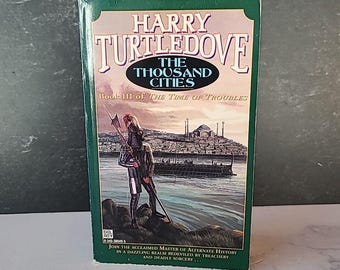 HARRY
TURTLEDOVE
THE
THOUSAND
CITIES
Book III of THE TIME OF TROUBLES
JOIN THE ACCLAIMED MASTER OF ALTERNATE HISTORY
IN A DAZZLING REALM BEDEVILED BY TREACHERY
AND DEADLY SORCERY...